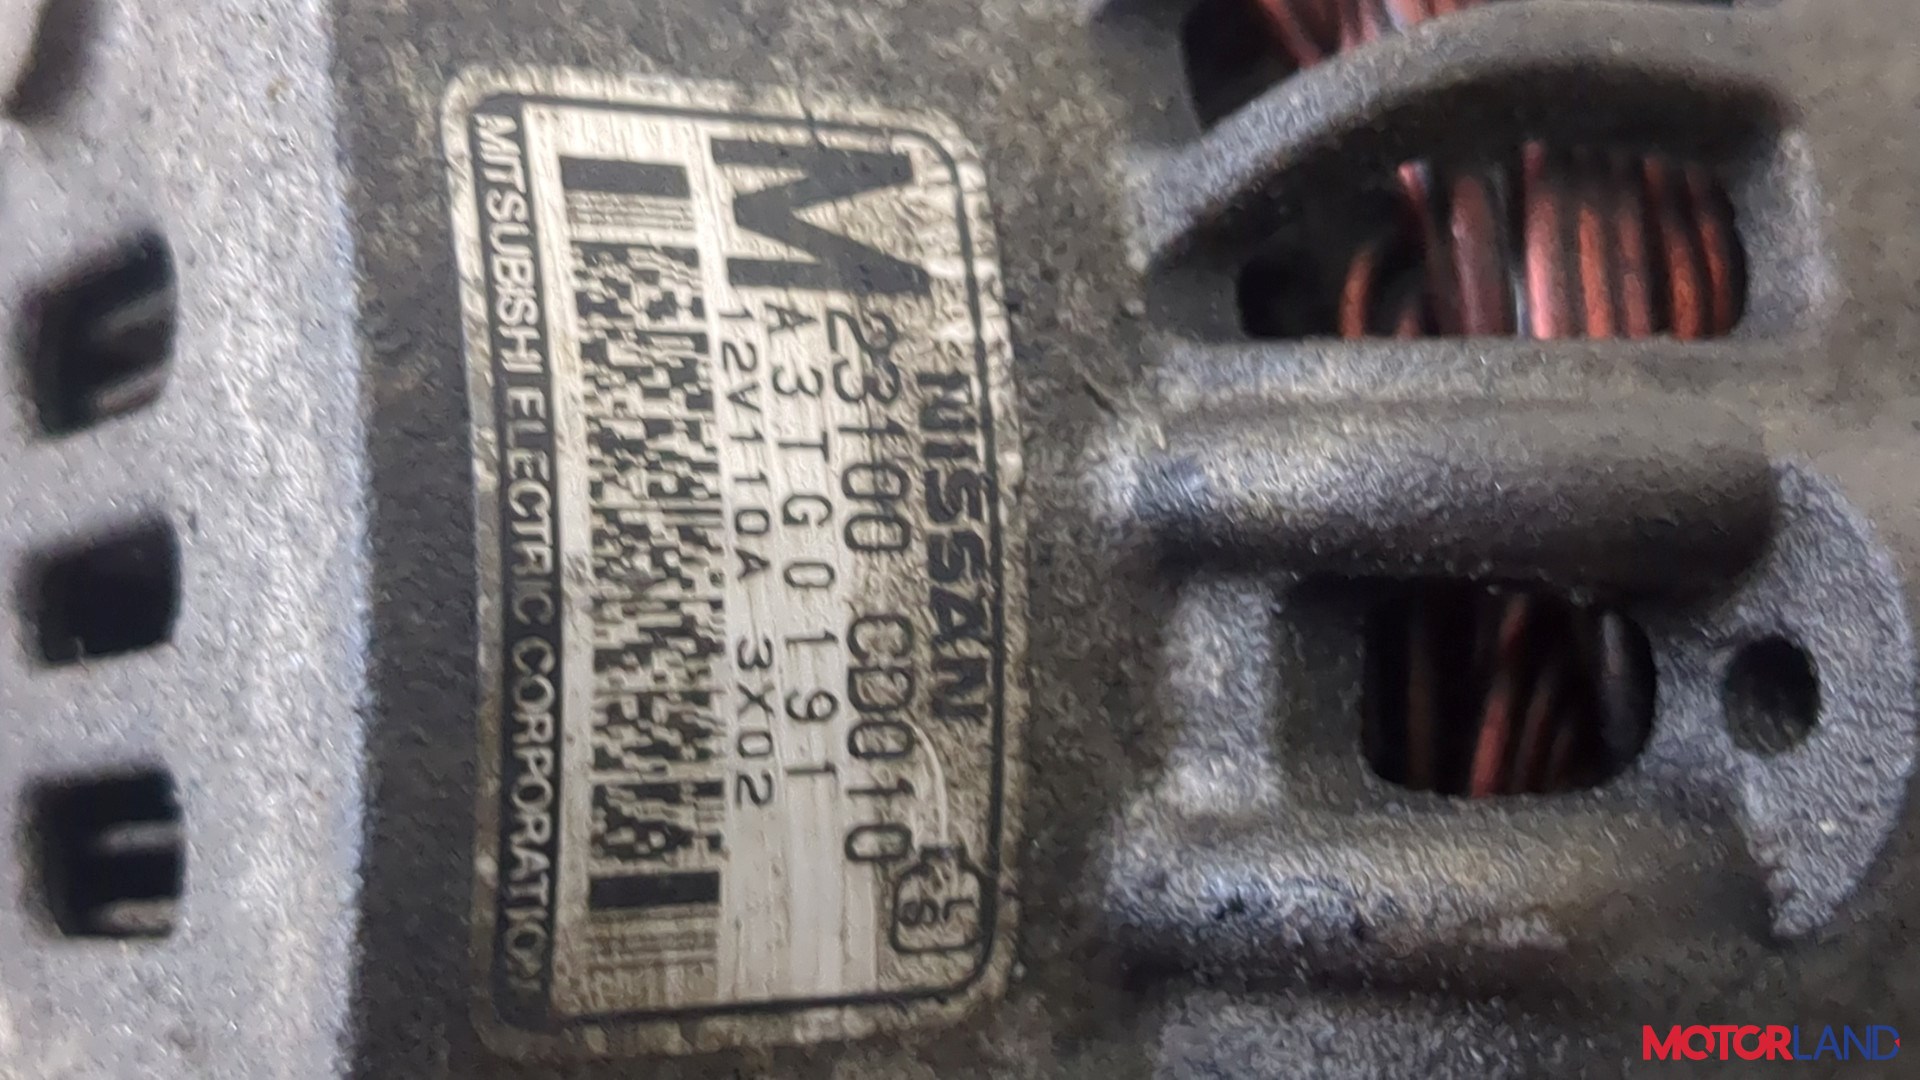 NISSAN
M 23100 CD010
A3TG0191
12V110A 3X02
MITSUBISHI ELECTRIC CORPORATION
MOTORLAND